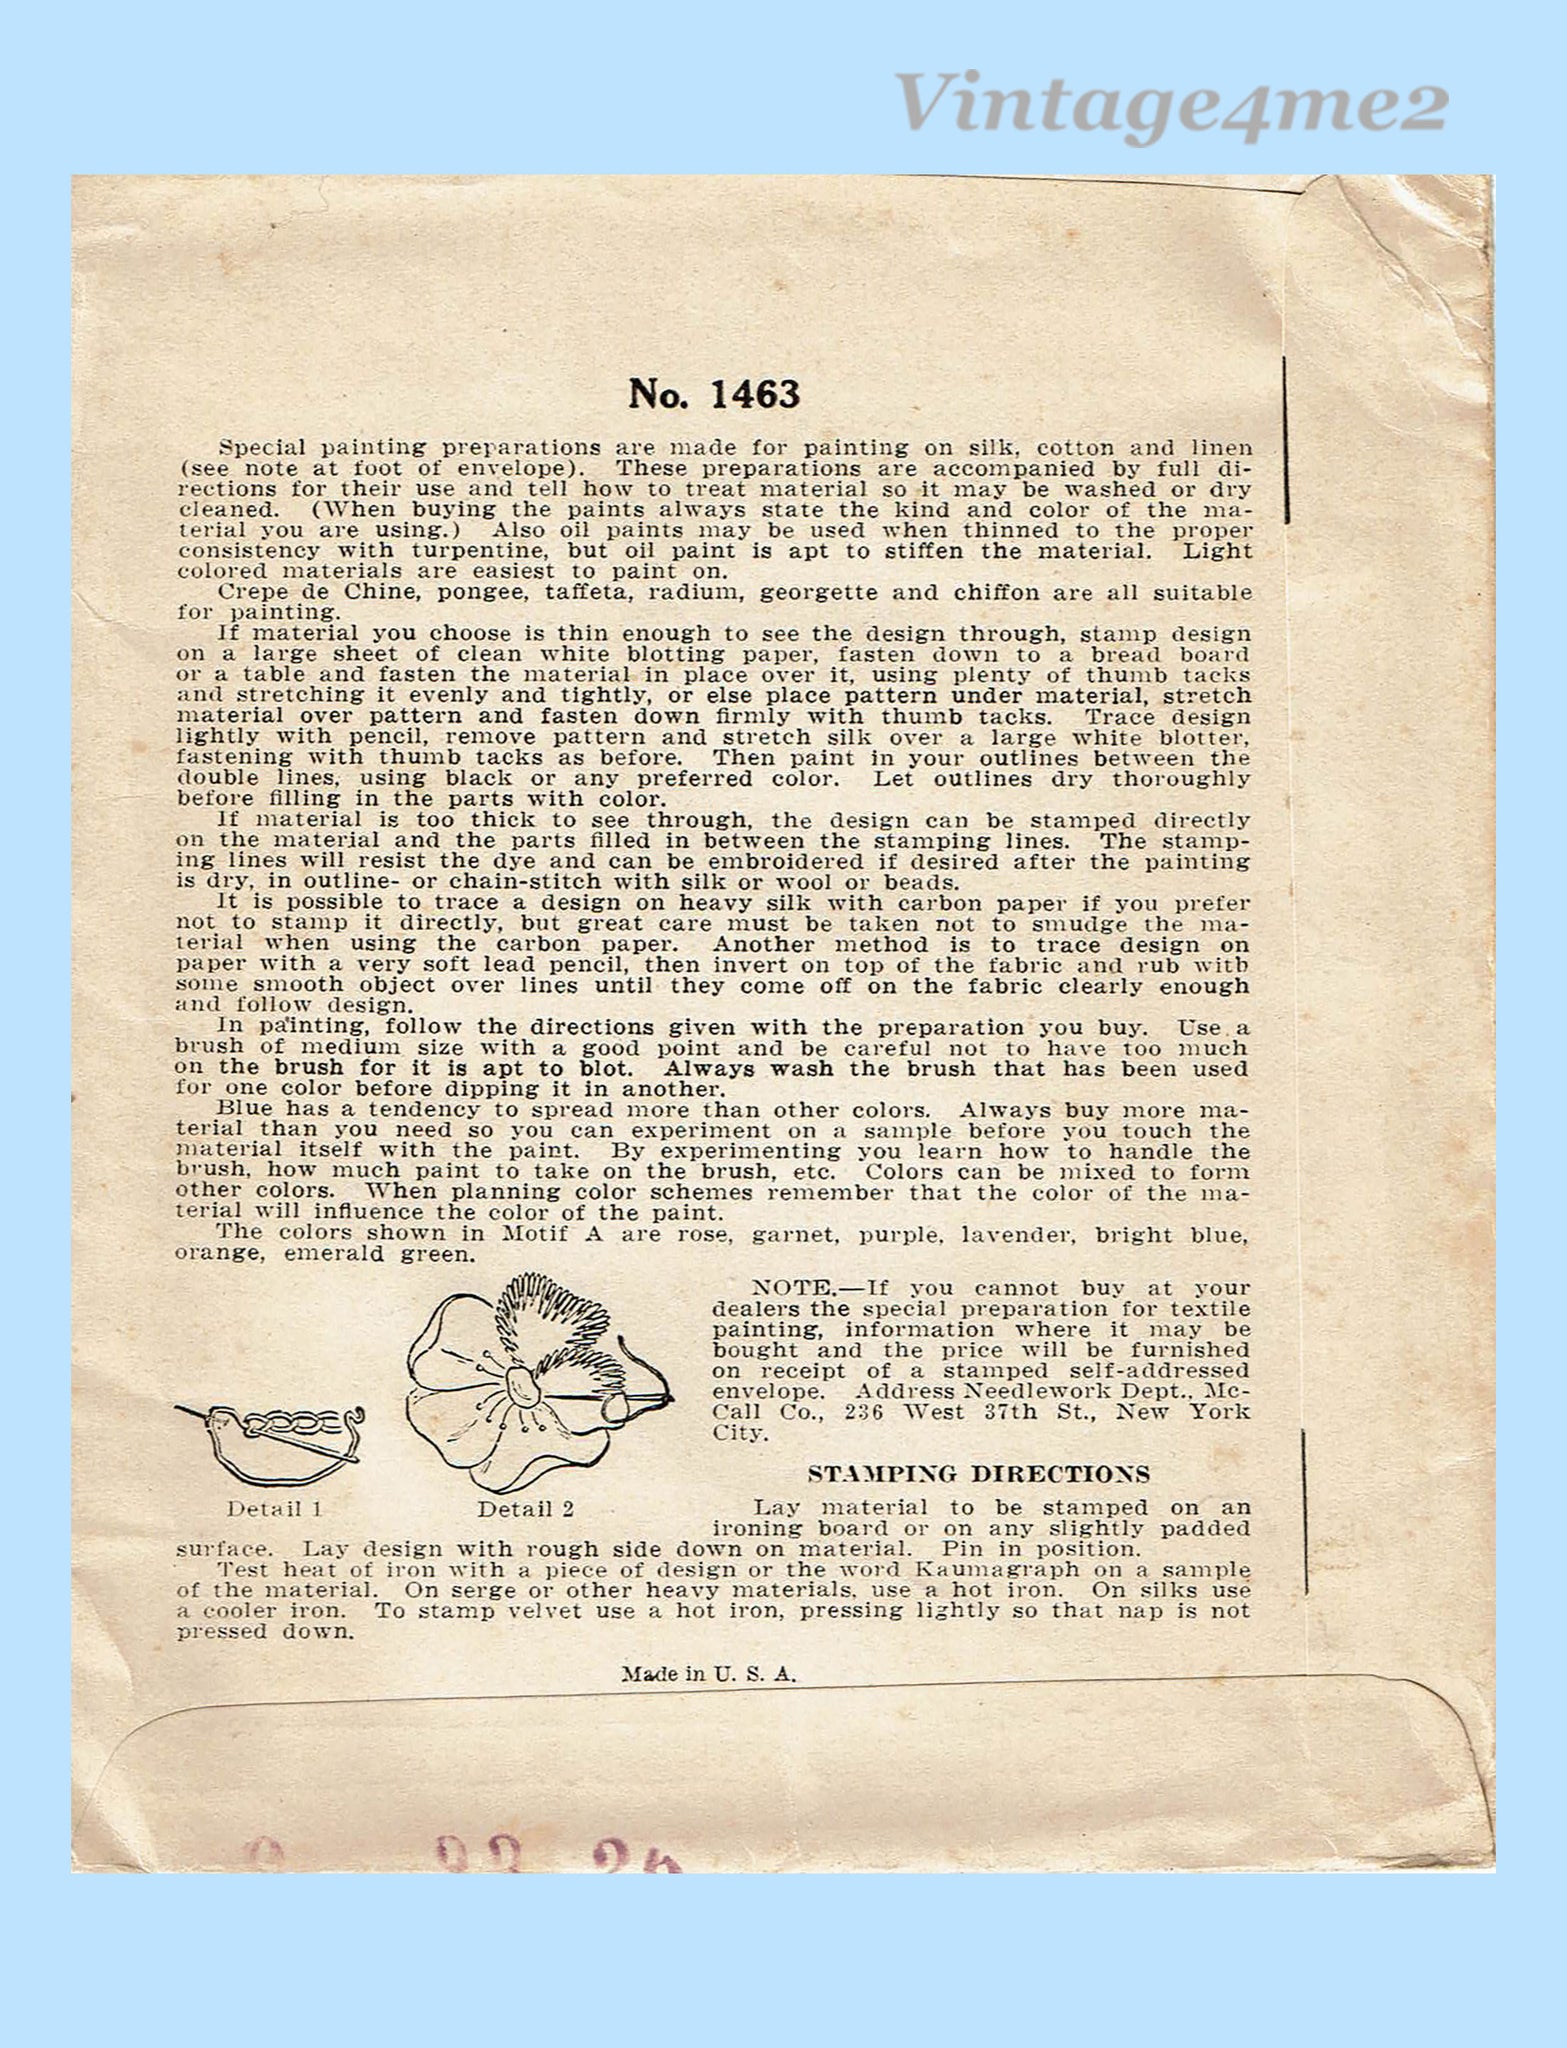 Vintage4me2
No. 1463
Special painting preparations are made for painting on silk, cotton and linen
(see note at foot of envelope). These preparations are accompanied by full di-
rections for their use and tell how to treat material so it may be washed or dry
cleaned. (When buying the paints always state the kind and color of the ma-
terial you are using.) Also oil paints may be used when thinned to the proper
consistency with turpentine, but oil paint is apt to stiffen the material. Light
colored materials are easiest to paint on.
Crepe de Chine, pongee, taffeta, radium, georgette and chiffon are all suitable
for painting.
If material you choose is thin enough to see the design through, stamp design
on a large sheet of clean white blotting paper, fasten down to a bread board
or a table and fasten the material in place over it, using plenty of thumb tacks
and stretching it evenly and tightly, or else place pattern under material, stretch
material over pattern and fasten down firmly with thumb tacks. Trace design
lightly with pencil, remove pattern and stretch silk over a large white blotter,
fastening with thumb tacks as before. Then paint in your outlines between the
double lines, using black or any preferred color. Let outlines dry thoroughly
before filling in the parts with color.
If material is too thick to see through, the design can be stamped directly
on the material and the parts filled in between the stamping lines. The stamp-
ing lines will resist the dye and can be embroidered if desired after the painting
is dry, in outline- or chain-stitch with silk or wool or beads.
It is possible to trace a design on heavy silk with carbon paper if you prefer
not to stamp it directly, but great care must be taken not to smudge the ma-
terial when using the carbon paper. Another method is to trace design on
paper with a very soft lead pencil, then invert on top of the fabric and rub with
some smooth object over lines until they come off on the fabric clearly enough
and follow design.
In painting, follow the directions given with the preparation you buy. Use a
brush of medium size with a good point and be careful not to have too much
on the brush for it is apt to blot. Always wash the brush that has been used
for one color before dipping it in another.
Blue has a tendency to spread more than other colors. Always buy more ma-
terial than you need so you can experiment on a sample before you touch the
material itself with the paint. By experimenting you learn how to handle the
brush, how much paint to take on the brush, etc. Colors can be mixed to form
other colors. When planning color schemes remember that the color of the ma-
terial will influence the color of the paint.
The colors shown in Motif A are rose, garnet, purple, lavender, bright blue,
orange, emerald green.
NOTE.—If you cannot buy at your
dealers the special preparation for textile
painting, information where it may be
bought and the price will be furnished
on receipt of a stamped self-addressed
envelope. Address Needlework Dept., Mc-
Call Co., 236 West 37th St., New York
City.
Detail 1
Detail 2
STAMPING DIRECTIONS
Lay material to be stamped on an
ironing board or on any slightly padded
surface. Lay design with rough side down on material. Pin in position.
Test heat of iron with a piece of design or the word Kaumagraph on a sample
of the material. On serge or other heavy materials, use a hot iron. On silks use
a cooler iron. To stamp velvet use a hot iron, pressing lightly so that nap is not
pressed down.
Made in U. S. A.